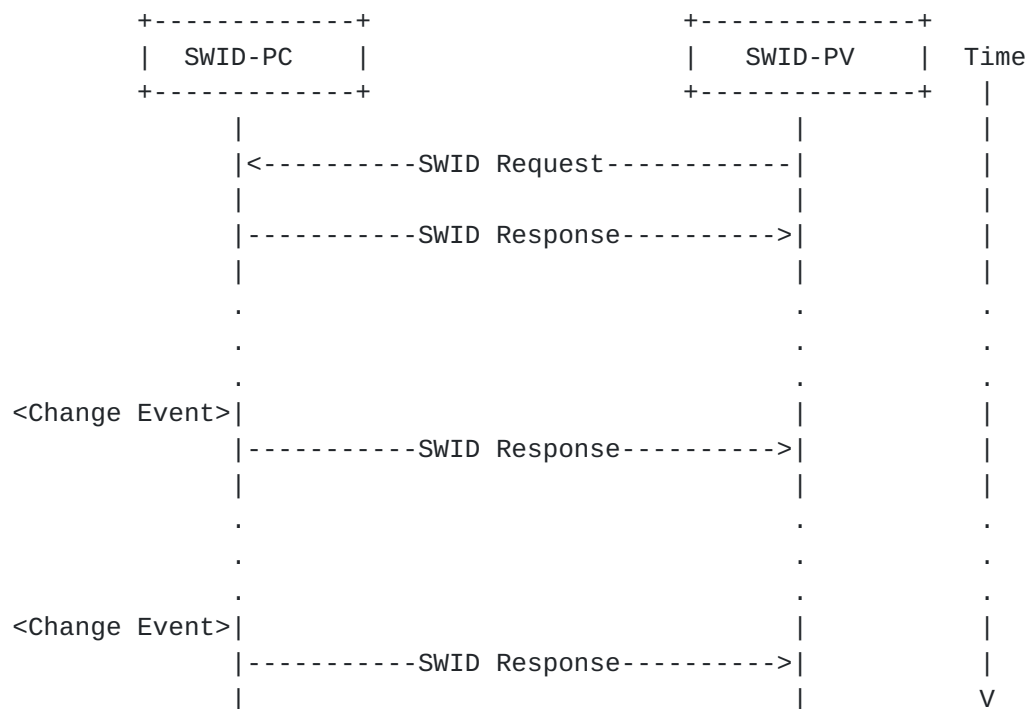 +-------------+                    +--------------+
|  SWID-PC    |                    |   SWID-PV    |  Time
+-------------+                    +--------------+   |
      |                                   |           |
      |<----------SWID Request------------|           |
      |                                   |           |
      |-----------SWID Response---------->|           |
      |                                   |           |
      .                                   .           .
      .                                   .           .
      .                                   .           .
<Change Event>|                                   |           |
      |-----------SWID Response---------->|           |
      |                                   |           |
      .                                   .           .
      .                                   .           .
      .                                   .           .
<Change Event>|                                   |           |
      |-----------SWID Response---------->|           |
      |                                   |           V